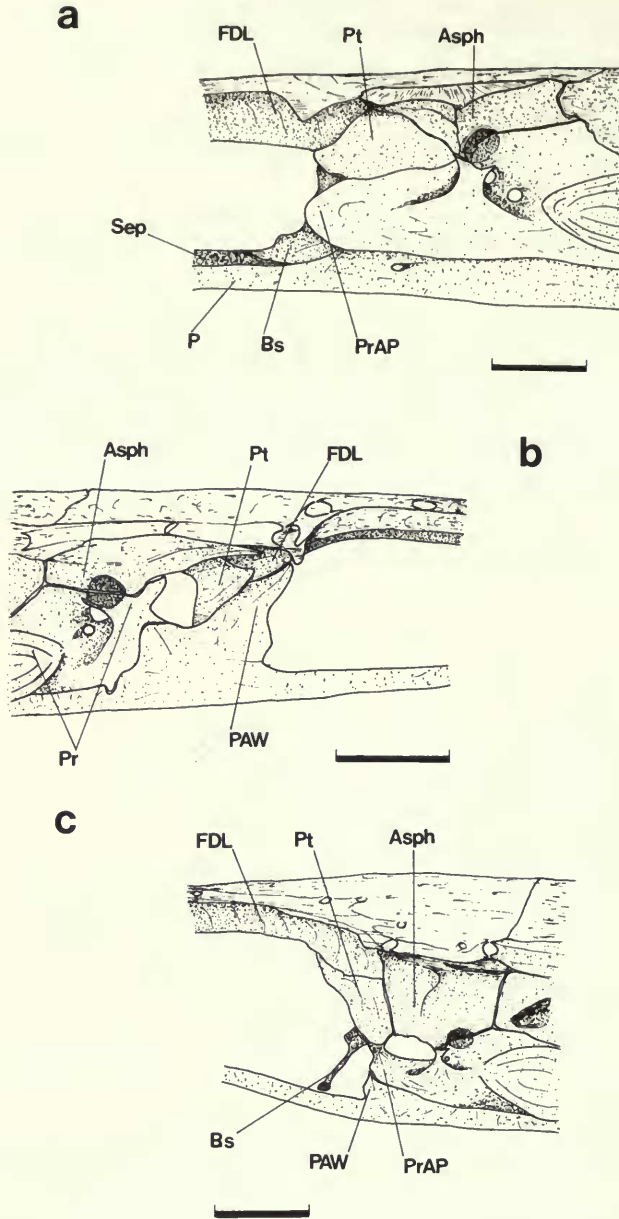 a
FDL Pt Asph
Sep
P Bs PrAP
Asph Pt FDL b
Pr PAW
c
FDL Pt Asph
Bs PAW PrAP